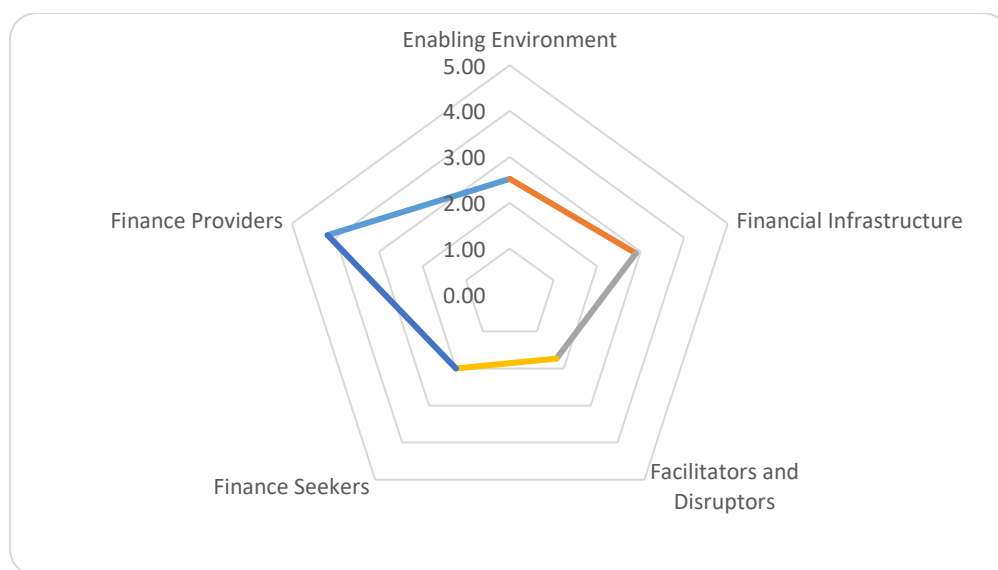 Enabling Environment
5.00
4.00
3.00
2.00
1.00
0.00
Financial Infrastructure
Facilitators and
Disruptors
Finance Seekers
Finance Providers